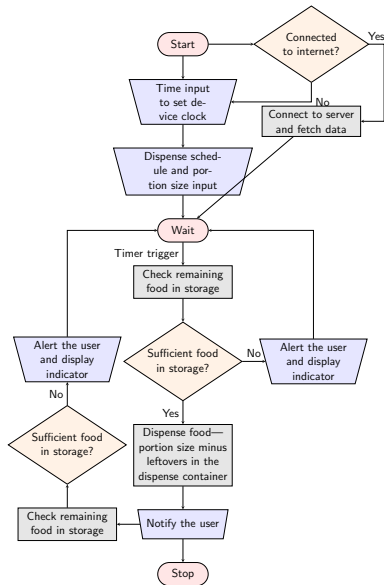 Start
Connected
to internet?
Yes
No
Time input
to set de-
vice clock
Connect to server
and fetch data
Dispense sched-
ule and por-
tion size input
Wait
Timer trigger
Check remaining
food in storage
Alert the user
and display
indicator
Sufficient food
in storage?
No
Alert the user
and display
indicator
No
Yes
Sufficient food
in storage?
Dispense food—
portion size minus
leftovers in the
dispense container
Check remaining
food in storage
Notify the user
Stop